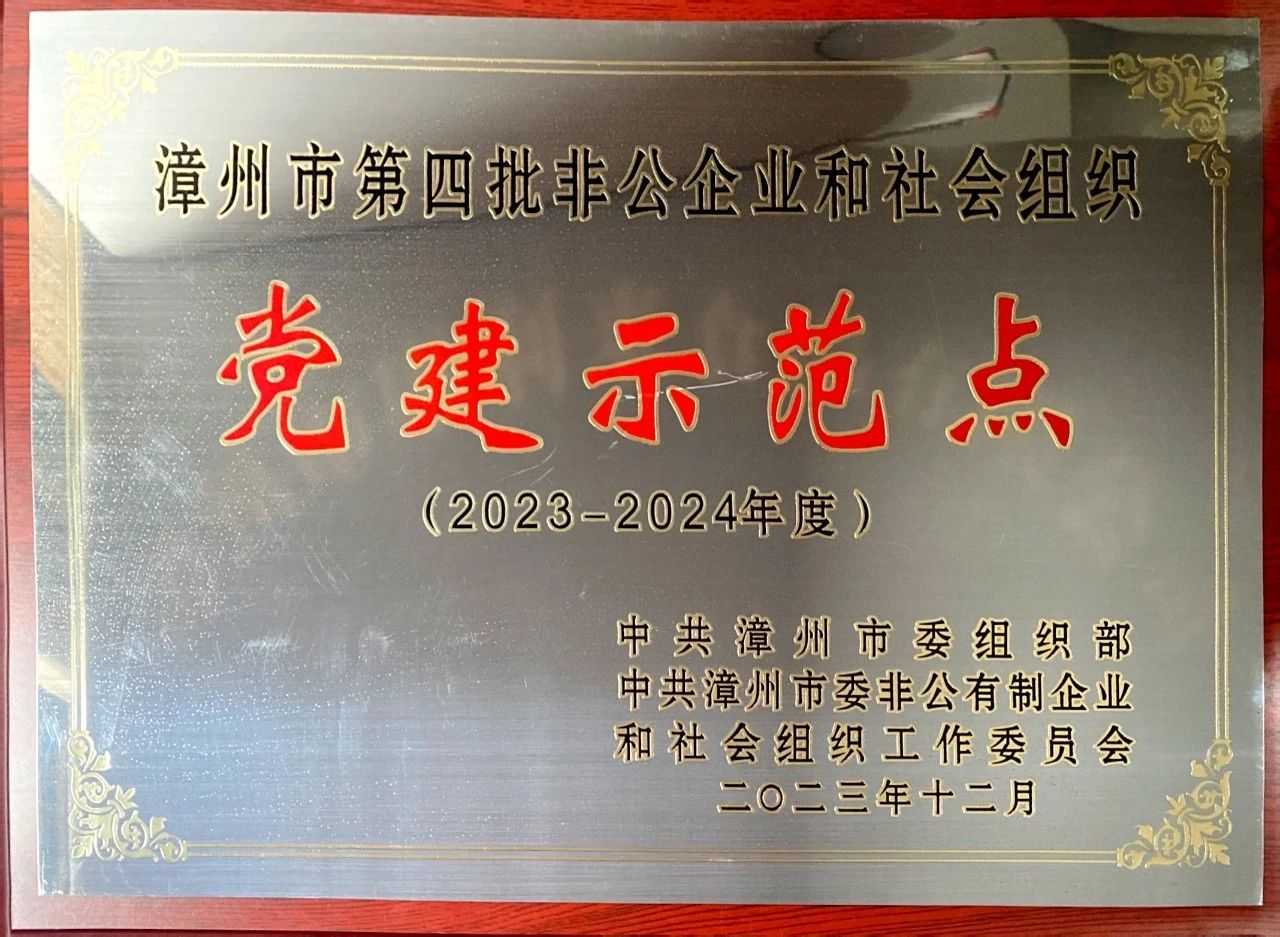 漳州市第四批非公企业和社会组织
党建示范点
（2023-2024年度）
中共漳州市委组织部
中共漳州市委非公有制企业
和社会组织工作委员会
二〇二三年十二月